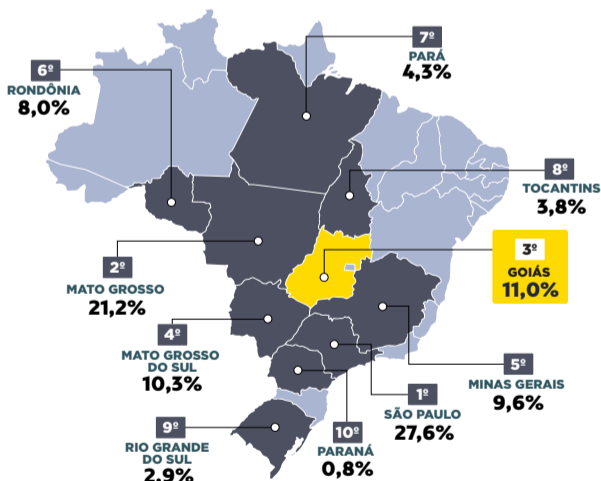 7º
PARÁ
4,3%
6º
RONDÔNIA
8,0%
8º
TOCANTINS
3,8%
3º
GOIÁS
11,0%
2º
MATO GROSSO
21,2%
4º
MATO GROSSO
DO SUL
10,3%
5º
MINAS GERAIS
9,6%
1º
SÃO PAULO
27,6%
9º
RIO GRANDE
DO SUL
2,9%
10º
PARANÁ
0,8%